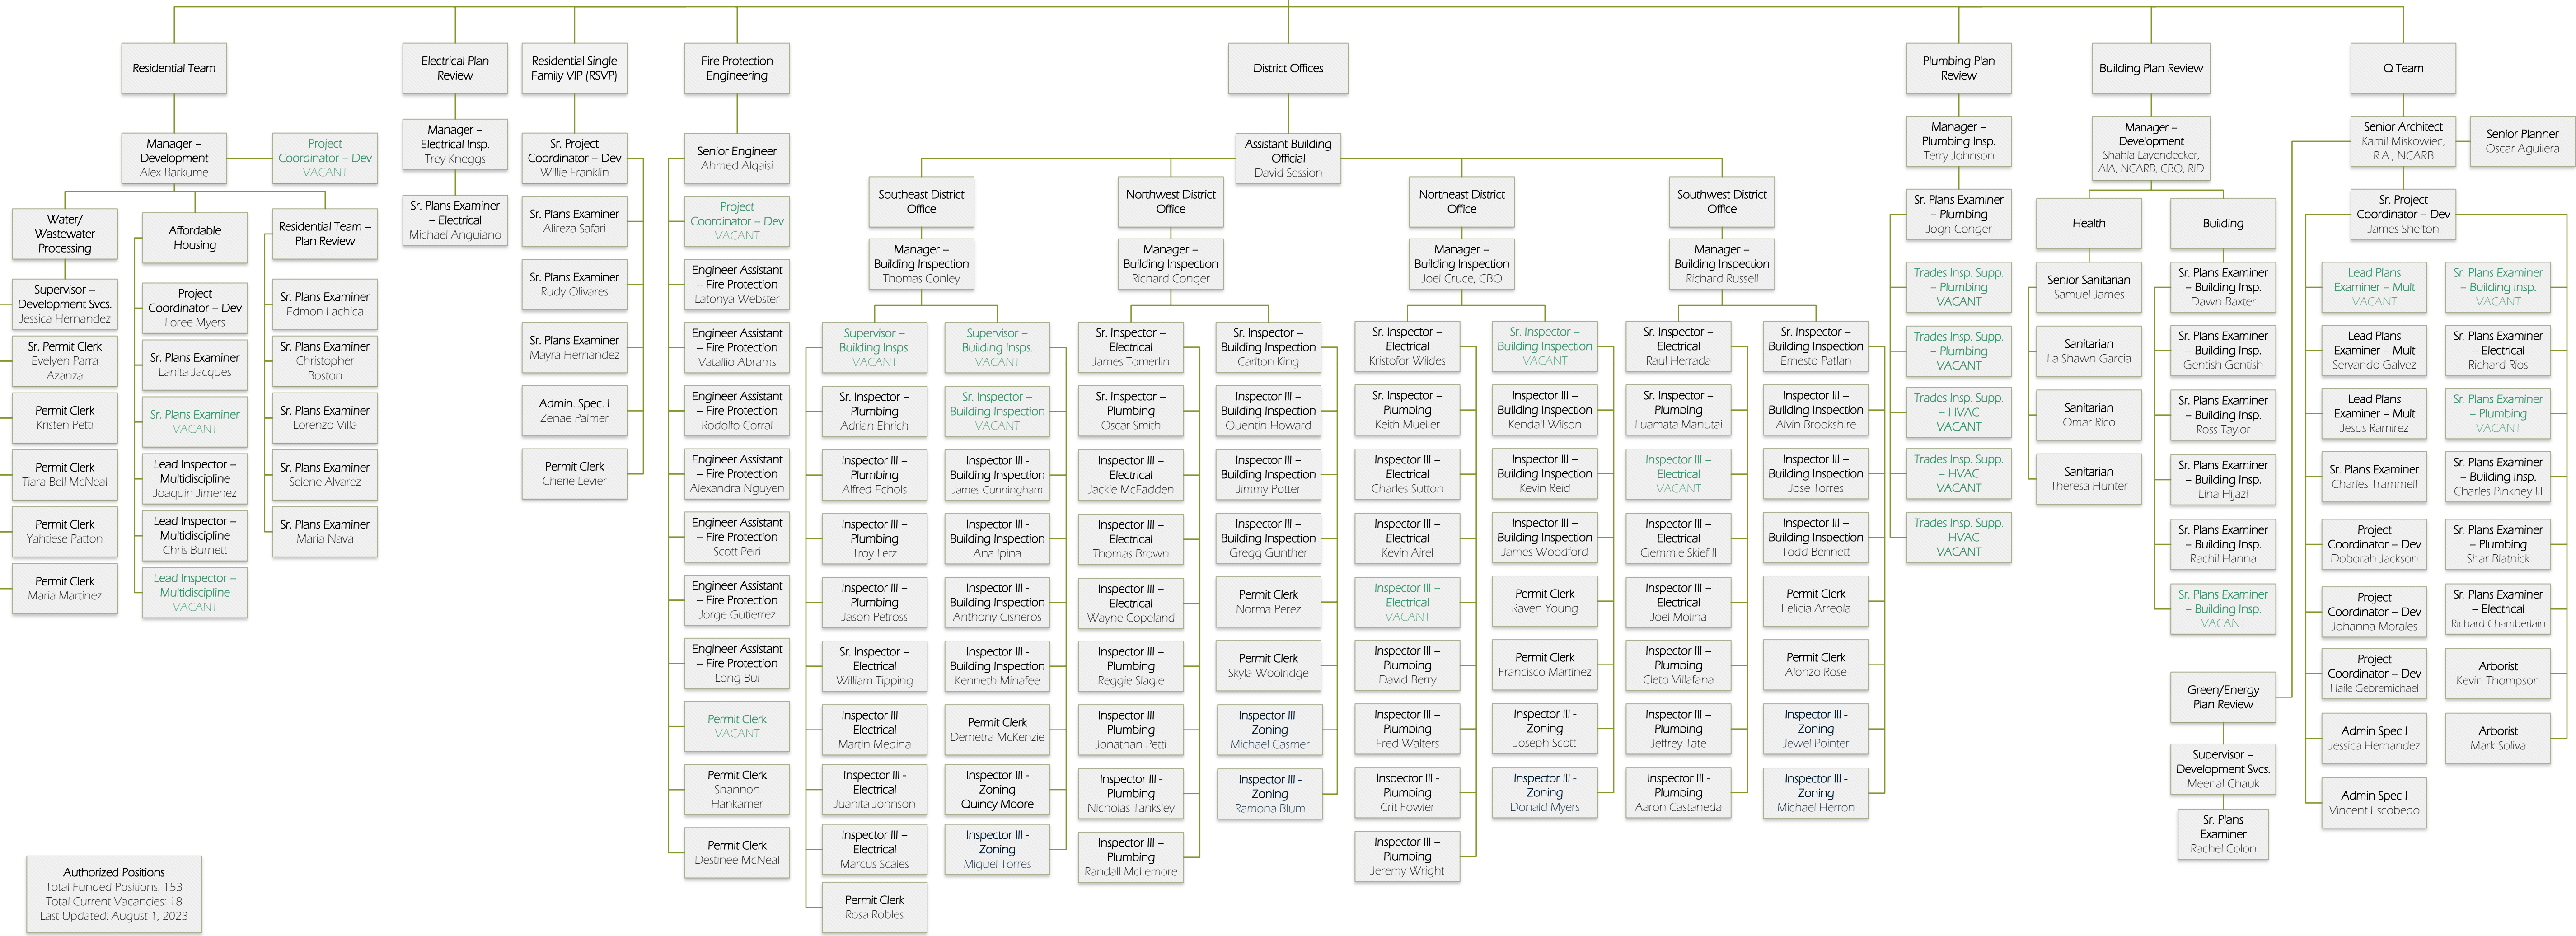 Residential Team
Manager –
Development
Alex Barkume
Project
Coordinator – Dev
VACANT
Water/
Wastewater
Processing
Supervisor –
Development Svcs.
Jessica Hernandez
Sr. Permit Clerk
Evelyen Parra
Azanza
Permit Clerk
Kristen Petti
Permit Clerk
Tiara Bell McNeal
Permit Clerk
Yahtiese Patton
Permit Clerk
Maria Martinez
Affordable
Housing
Project
Coordinator – Dev
Loree Myers
Sr. Plans Examiner
Lanita Jacques
Sr. Plans Examiner
VACANT
Lead Inspector –
Multidiscipline
Joaquin Jimenez
Lead Inspector –
Multidiscipline
Chris Burnett
Lead Inspector –
Multidiscipline
VACANT
Residential Team –
Plan Review
Sr. Plans Examiner
Edmon Lachica
Sr. Plans Examiner
Christopher
Boston
Sr. Plans Examiner
Lorenzo Villa
Sr. Plans Examiner
Selene Alvarez
Sr. Plans Examiner
Maria Nava
Electrical Plan
Review
Manager –
Electrical Insp.
Trey Kneggs
Sr. Plans Examiner
– Electrical
Michael Anguiano
Residential Single
Family VIP (RSVP)
Sr. Project
Coordinator – Dev
Willie Franklin
Sr. Plans Examiner
Alireza Safari
Sr. Plans Examiner
Rudy Olivares
Sr. Plans Examiner
Mayra Hernandez
Admin. Spec. I
Zenae Palmer
Permit Clerk
Cherie Levier
Fire Protection
Engineering
Senior Engineer
Ahmed Alqaisi
Project
Coordinator – Dev
VACANT
Engineer Assistant
– Fire Protection
Latonya Webster
Engineer Assistant
– Fire Protection
Vatallio Abrams
Engineer Assistant
– Fire Protection
Rodolfo Corral
Engineer Assistant
– Fire Protection
Alexandra Nguyen
Engineer Assistant
– Fire Protection
Scott Peiri
Engineer Assistant
– Fire Protection
Jorge Gutierrez
Engineer Assistant
– Fire Protection
Long Bui
Permit Clerk
VACANT
Permit Clerk
Shannon
Hankamer
Permit Clerk
Destinee McNeal
District Offices
Assistant Building
Official
David Session
Southeast District
Office
Manager –
Building Inspection
Thomas Conley
Supervisor –
Building Insps.
VACANT
Sr. Inspector –
Plumbing
Adrian Ehrich
Inspector III –
Plumbing
Alfred Echols
Inspector III –
Plumbing
Troy Letz
Inspector III –
Plumbing
Jason Petross
Sr. Inspector –
Electrical
William Tipping
Inspector III –
Electrical
Martin Medina
Inspector III -
Electrical
Juanita Johnson
Inspector III –
Electrical
Marcus Scales
Permit Clerk
Rosa Robles
Supervisor –
Building Insps.
VACANT
Sr. Inspector –
Building Inspection
VACANT
Inspector III -
Building Inspection
James Cunningham
Inspector III -
Building Inspection
Ana Ipina
Inspector III -
Building Inspection
Anthony Cisneros
Inspector III -
Building Inspection
Kenneth Minafee
Permit Clerk
Demetra McKenzie
Inspector III -
Zoning
Quincy Moore
Inspector III -
Zoning
Miguel Torres
Northwest District
Office
Manager –
Building Inspection
Richard Conger
Sr. Inspector –
Electrical
James Tomerlin
Sr. Inspector –
Plumbing
Oscar Smith
Inspector III –
Electrical
Jackie McFadden
Inspector III –
Electrical
Thomas Brown
Inspector III –
Electrical
Wayne Copeland
Inspector III –
Plumbing
Reggie Slagle
Inspector III –
Plumbing
Jonathan Petti
Inspector III -
Plumbing
Nicholas Tanksley
Inspector III –
Plumbing
Randall McLemore
Sr. Inspector –
Building Inspection
Carlton King
Inspector III –
Building Inspection
Quentin Howard
Inspector III –
Building Inspection
Jimmy Potter
Inspector III –
Building Inspection
Gregg Gunther
Permit Clerk
Norma Perez
Permit Clerk
Skyla Woolridge
Inspector III -
Zoning
Michael Casmer
Inspector III -
Zoning
Ramona Blum
Northeast District
Office
Manager –
Building Inspection
Joel Cruce, CBO
Sr. Inspector –
Electrical
Kristofor Wildes
Sr. Inspector –
Plumbing
Keith Mueller
Inspector III –
Electrical
Charles Sutton
Inspector III –
Electrical
Kevin Airel
Inspector III –
Electrical
VACANT
Inspector III –
Plumbing
David Berry
Inspector III –
Plumbing
Fred Walters
Inspector III -
Plumbing
Crit Fowler
Inspector III –
Plumbing
Jeremy Wright
Sr. Inspector –
Building Inspection
VACANT
Inspector III –
Building Inspection
Kendall Wilson
Inspector III –
Building Inspection
Kevin Reid
Inspector III –
Building Inspection
James Woodford
Permit Clerk
Raven Young
Permit Clerk
Francisco Martinez
Inspector III -
Zoning
Joseph Scott
Inspector III -
Zoning
Donald Myers
Southwest District
Office
Manager –
Building Inspection
Richard Russell
Sr. Inspector –
Electrical
Raul Herrada
Sr. Inspector –
Plumbing
Luamata Manutai
Inspector III –
Electrical
VACANT
Inspector III –
Electrical
Clemmie Skief II
Inspector III –
Electrical
Joel Molina
Inspector III –
Plumbing
Cleto Villafana
Inspector III –
Plumbing
Jeffrey Tate
Inspector III –
Plumbing
Aaron Castaneda
Sr. Inspector –
Building Inspection
Ernesto Patlan
Inspector III –
Building Inspection
Alvin Brookshire
Inspector III –
Building Inspection
Jose Torres
Inspector III –
Building Inspection
Todd Bennett
Permit Clerk
Felicia Arreola
Permit Clerk
Alonzo Rose
Inspector III -
Zoning
Jewel Pointer
Inspector III -
Zoning
Michael Herron
Plumbing Plan
Review
Manager –
Plumbing Insp.
Terry Johnson
Sr. Plans Examiner
– Plumbing
Jogn Conger
Trades Insp. Supp.
– Plumbing
VACANT
Trades Insp. Supp.
– Plumbing
VACANT
Trades Insp. Supp.
– HVAC
VACANT
Trades Insp. Supp.
– HVAC
VACANT
Trades Insp. Supp.
– HVAC
VACANT
Building Plan Review
Manager –
Development
Shahla Layendecker,
AIA, NCARB, CBO, RID
Health
Senior Sanitarian
Samuel James
Sanitarian
La Shawn Garcia
Sanitarian
Omar Rico
Sanitarian
Theresa Hunter
Building
Sr. Plans Examiner
– Building Insp.
Dawn Baxter
Sr. Plans Examiner
– Building Insp.
Gentish Gentish
Sr. Plans Examiner
– Building Insp.
Ross Taylor
Sr. Plans Examiner
– Building Insp.
Lina Hijazi
Sr. Plans Examiner
– Building Insp.
Rachil Hanna
Sr. Plans Examiner
– Building Insp.
VACANT
Green/Energy
Plan Review
Supervisor –
Development Svcs.
Meenal Chauk
Sr. Plans
Examiner
Rachel Colon
Q Team
Senior Architect
Kamil Miskowiec,
R.A., NCARB
Senior Planner
Oscar Aguilera
Sr. Project
Coordinator – Dev
James Shelton
Lead Plans
Examiner – Mult
VACANT
Lead Plans
Examiner – Mult
Servando Galvez
Lead Plans
Examiner – Mult
Jesus Ramirez
Sr. Plans Examiner
Charles Trammell
Project
Coordinator – Dev
Doborah Jackson
Project
Coordinator – Dev
Johanna Morales
Project
Coordinator – Dev
Haile Gebremichael
Admin Spec I
Jessica Hernandez
Admin Spec I
Vincent Escobedo
Sr. Plans Examiner
– Building Insp.
VACANT
Sr. Plans Examiner
– Electrical
Richard Rios
Sr. Plans Examiner
– Plumbing
VACANT
Sr. Plans Examiner
– Building Insp.
Charles Pinkney III
Sr. Plans Examiner
– Plumbing
Shar Blatnick
Sr. Plans Examiner
– Electrical
Richard Chamberlain
Arborist
Kevin Thompson
Arborist
Mark Soliva
Authorized Positions
Total Funded Positions: 153
Total Current Vacancies: 18
Last Updated: August 1, 2023